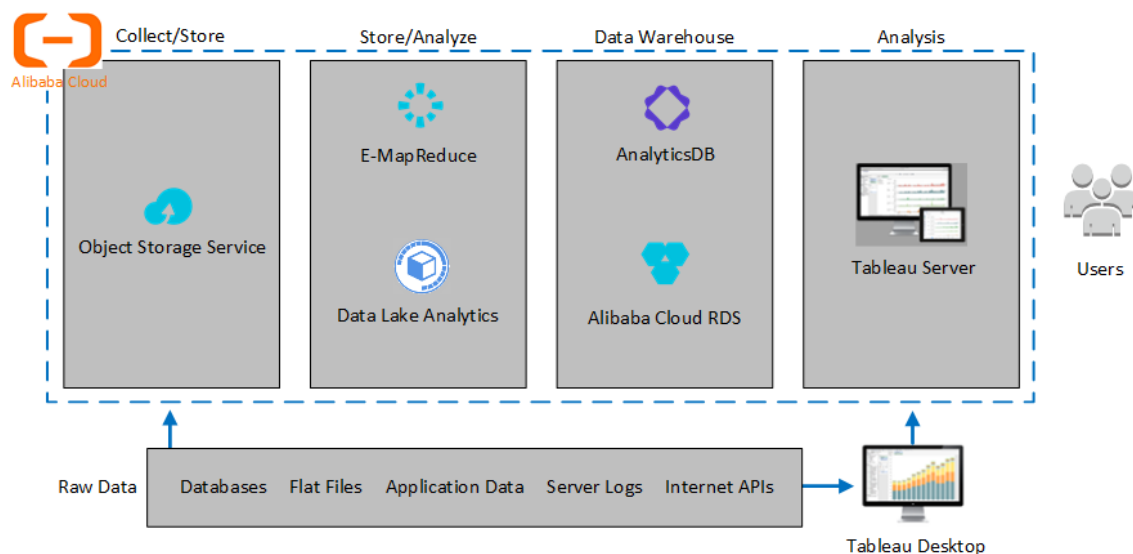 Collect/Store
Store/Analyze
Data Warehouse
Analysis
Alibaba Cloud
E-MapReduce
AnalyticsDB
Object Storage Service
Tableau Server
Users
Data Lake Analytics
Alibaba Cloud RDS
Raw Data
Databases
Flat Files
Application Data
Server Logs
Internet APIs
Tableau Desktop